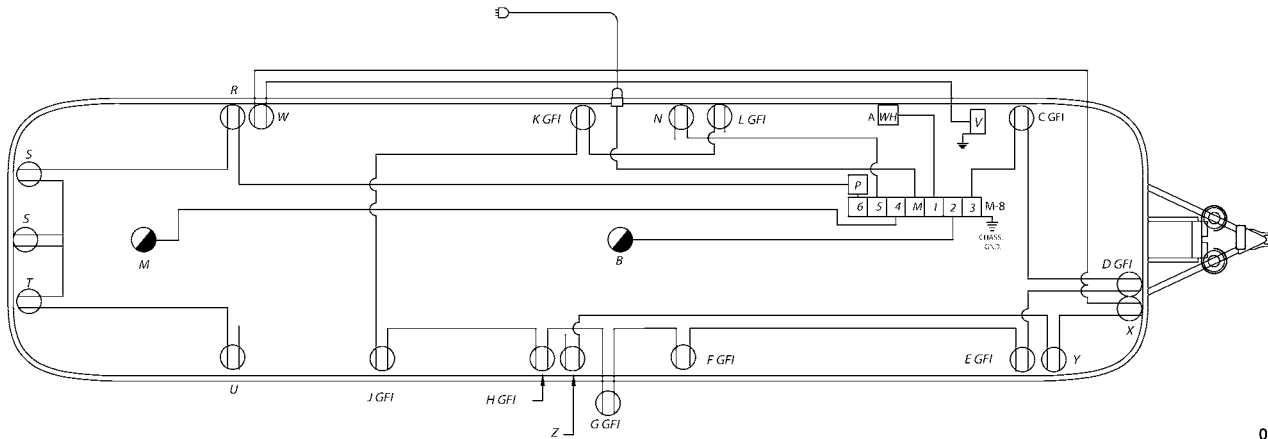 R
W
K GFI
N
L GFI
A WH
V
C GFI
S
P
6 5 4 M 1 2 3
M-8
CHASS.
GND.
S
M
B
D GFI
T
X
U
J GFI
H GFI
Z
G GFI
F GFI
E GFI
Y
0